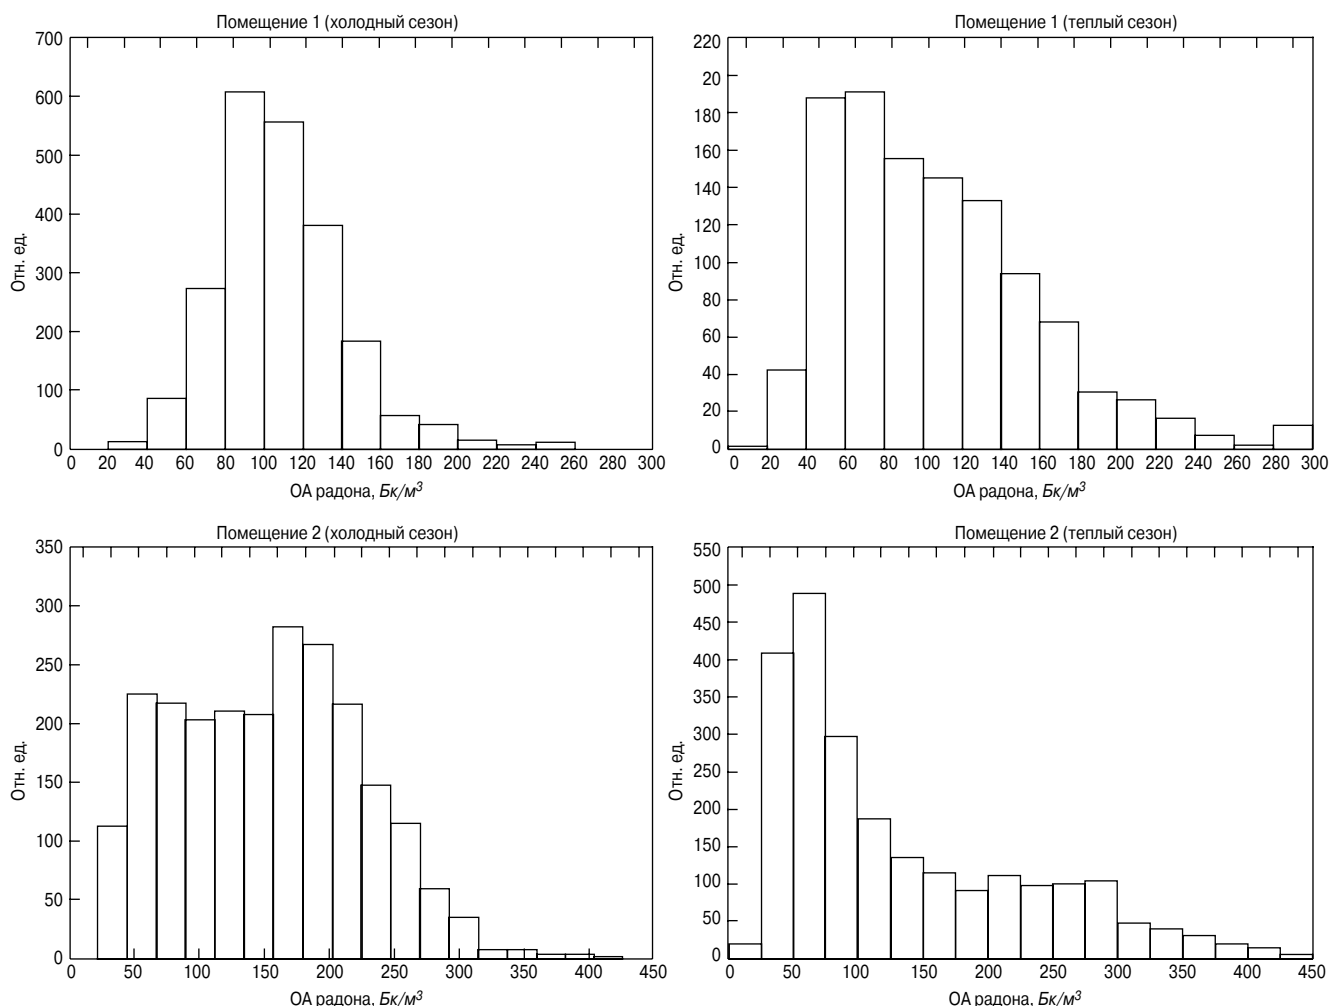 Помещение 1 (холодный сезон)
700
600
500
400
300
200
100
0
Отн. ед.
0 20 40 60 80 100 120 140 160 180 200 220 240 260 280 300
ОА радона, Бк/м³
Помещение 1 (теплый сезон)
220
20
180
160
140
120
100
80
60
40
20
0
Отн. ед.
0 20 40 60 80 100 120 140 160 180 200 220 240 260 280 300
ОА радона, Бк/м³
Помещение 2 (холодный сезон)
350
300
250
200
150
100
50
0
Отн. ед.
0 50 100 150 200 250 300 350 400 450
ОА радона, Бк/м³
Помещение 2 (теплый сезон)
550
500
450
400
350
300
250
200
150
100
50
0
Отн. ед.
0 50 100 150 200 250 300 350 400 450
ОА радона, Бк/м³